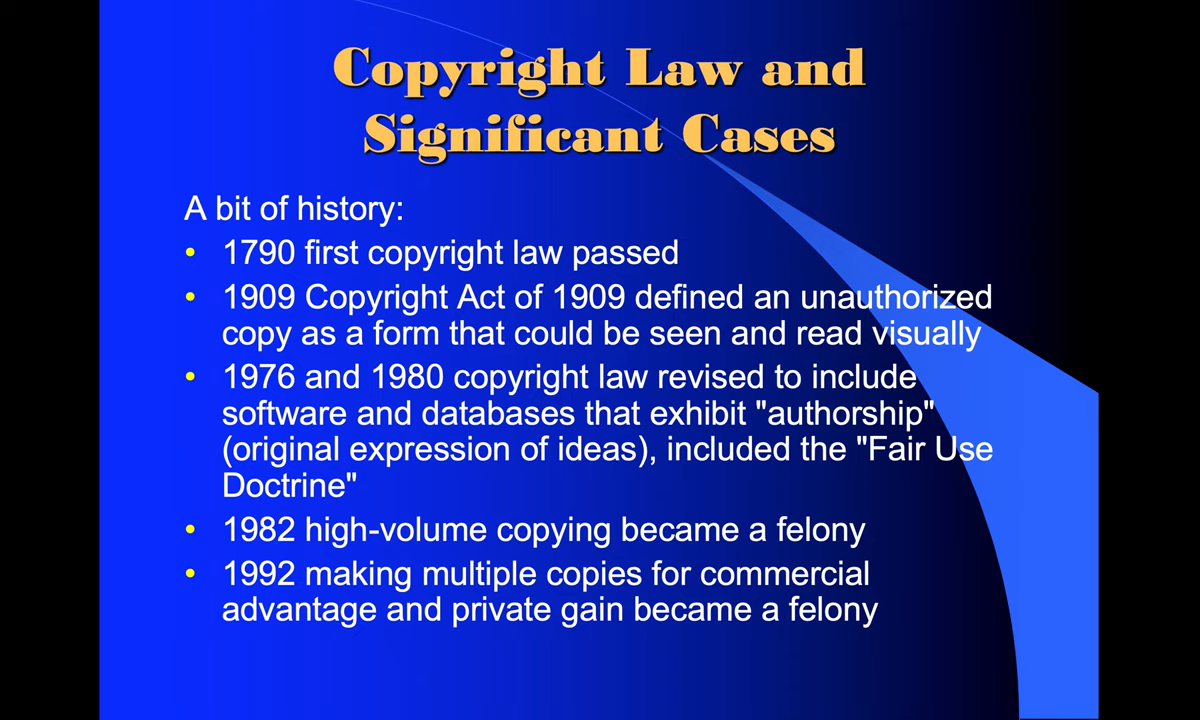 Copyright Law and
Significant Cases
A bit of history:
• 1790 first copyright law passed
• 1909 Copyright Act of 1909 defined an unauthorized
copy as a form that could be seen and read visually
• 1976 and 1980 copyright law revised to include
software and databases that exhibit "authorship"
(original expression of ideas), included the "Fair Use
Doctrine"
• 1982 high-volume copying became a felony
• 1992 making multiple copies for commercial
advantage and private gain became a felony